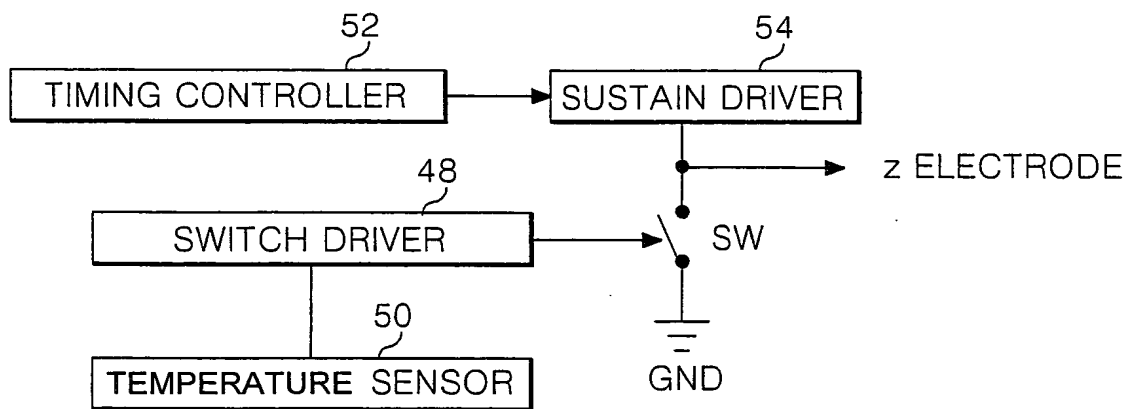 52
54
TIMING CONTROLLER
SUSTAIN DRIVER
z ELECTRODE
48
SWITCH DRIVER
SW
50
TEMPERATURE SENSOR
GND